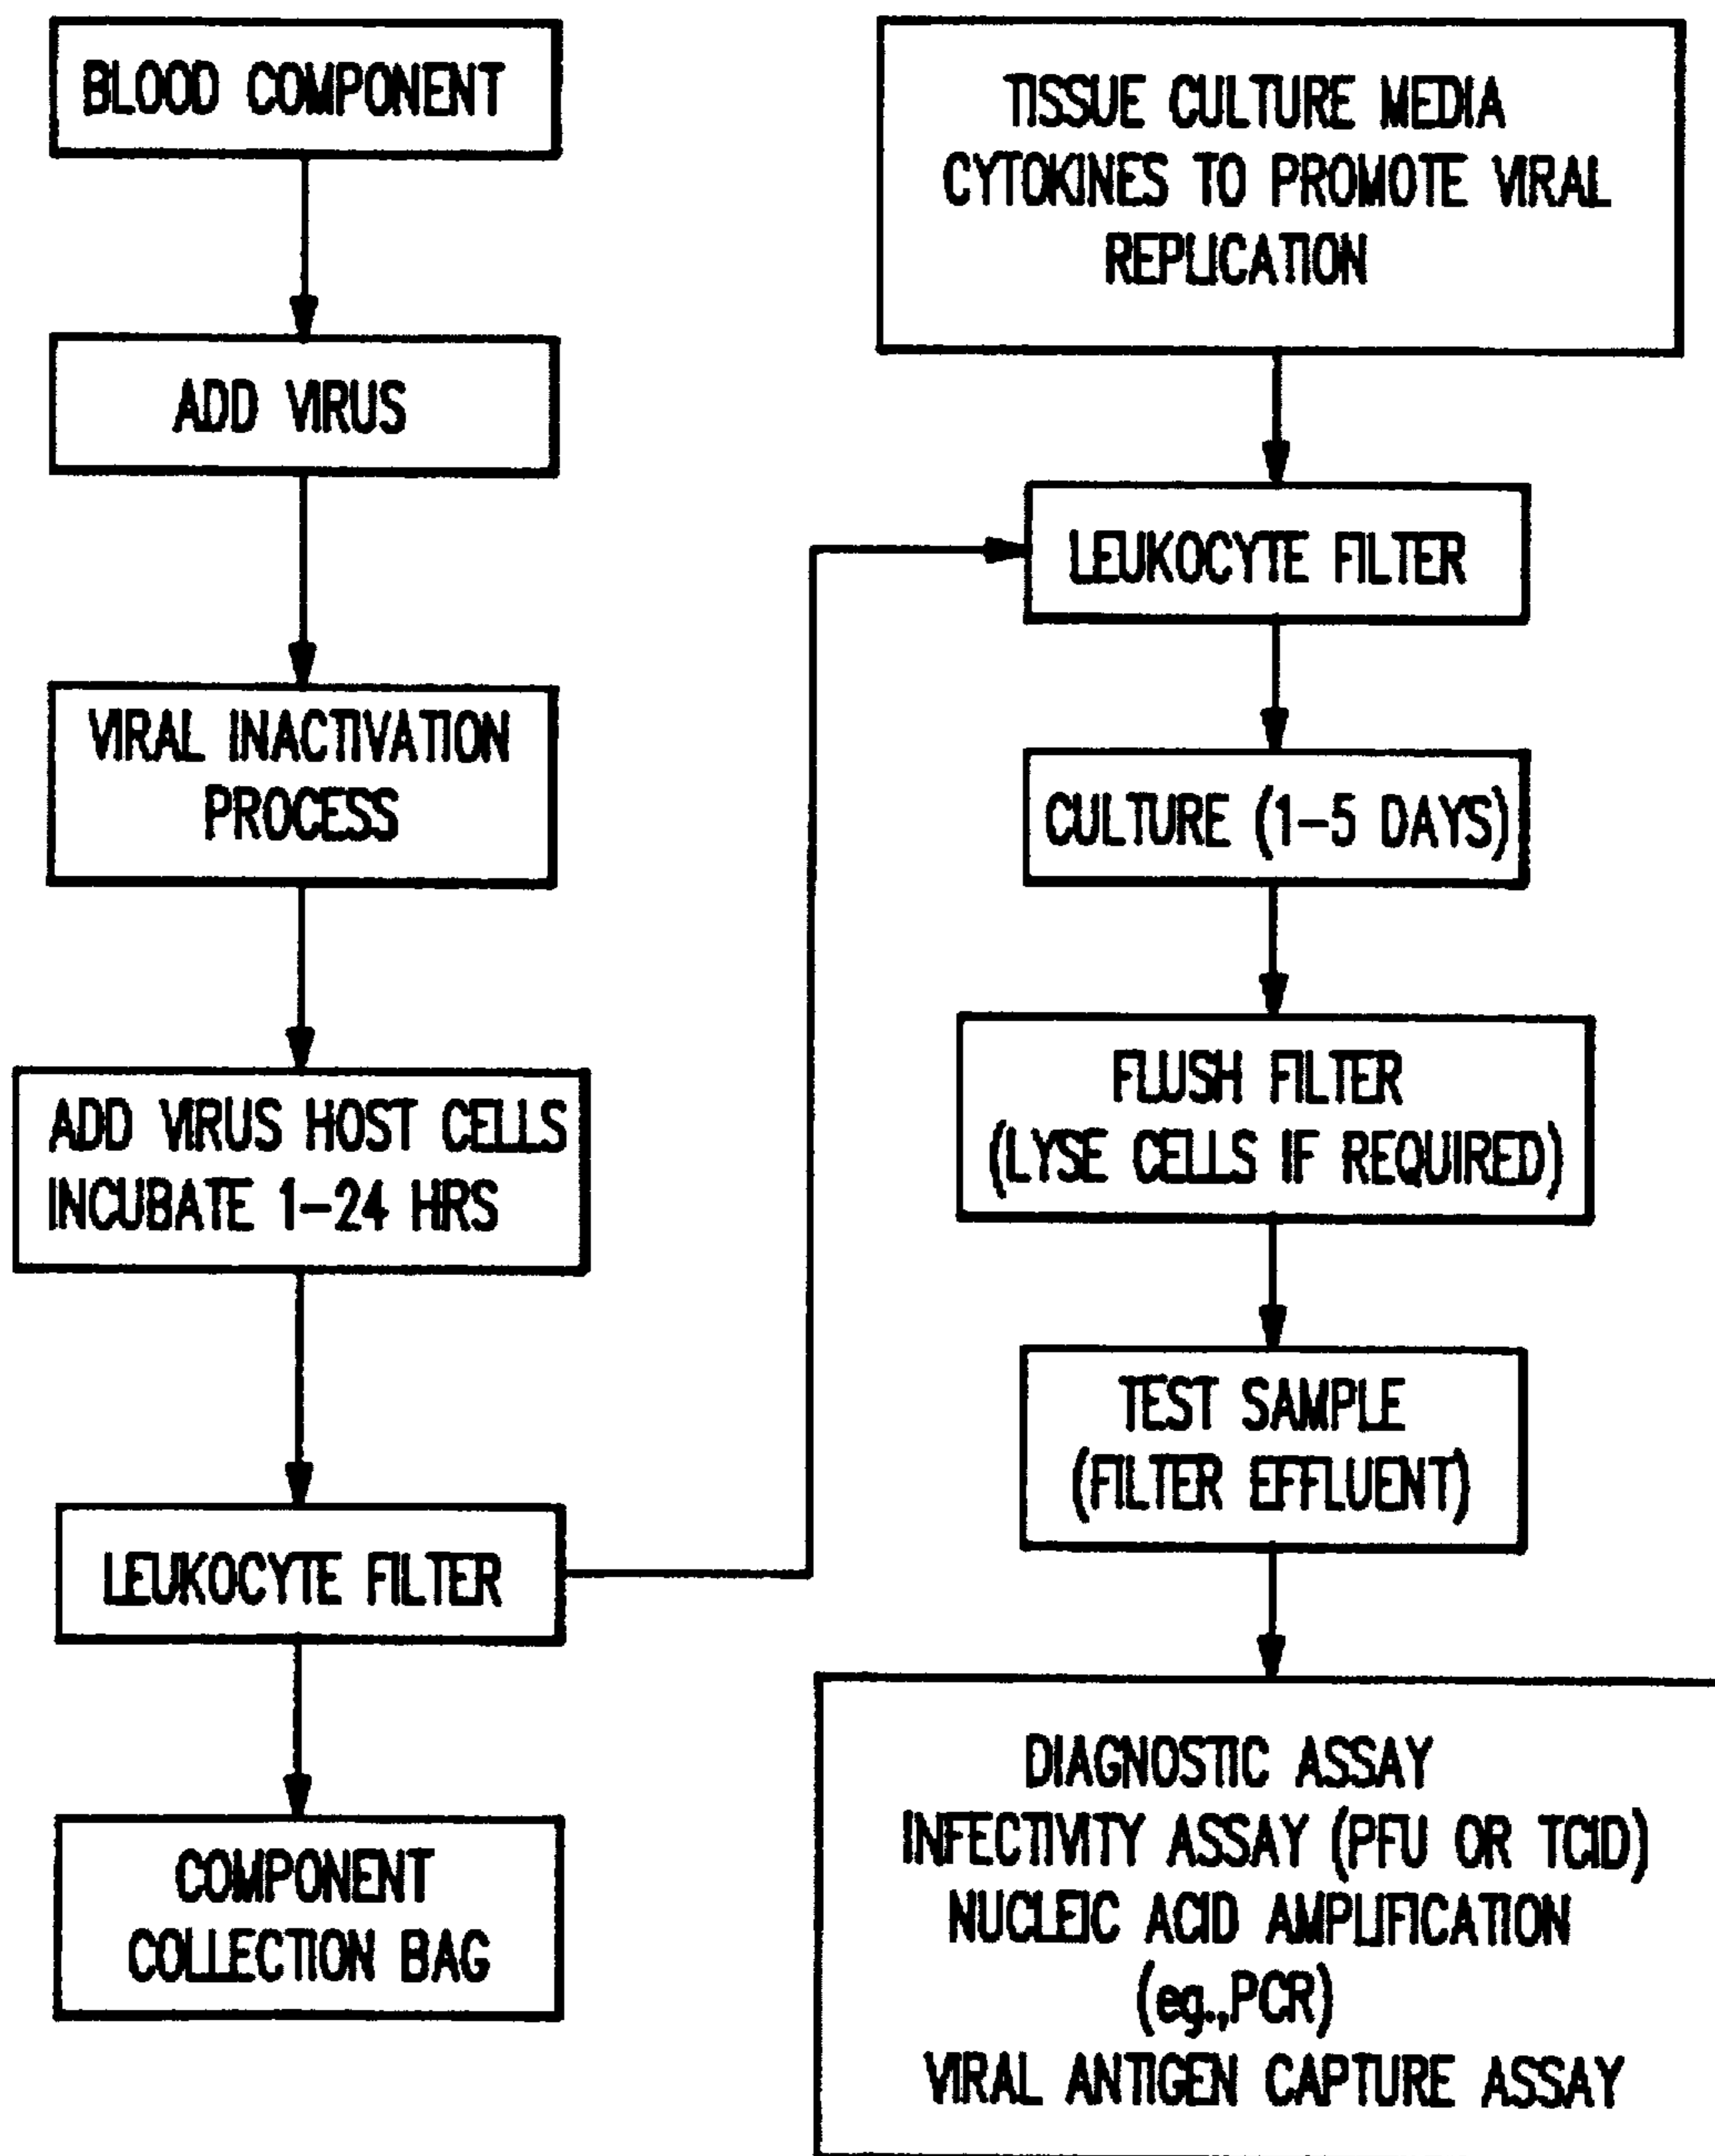 BLOOD COMPONENT
ADD VIRUS
VIRAL INACTIVATION
PROCESS
ADD VIRUS HOST CELLS
INCUBATE 1-24 HRS
LEUKOCYTE FILTER
COMPONENT
COLLECTION BAG
TISSUE CULTURE MEDIA
CYTOKINES TO PROMOTE VIRAL
REPLICATION
LEUKOCYTE FILTER
CULTURE (1-5 DAYS)
FLUSH FILTER
(LYSE CELLS IF REQUIRED)
TEST SAMPLE
(FILTER EFFLUENT)
DIAGNOSTIC ASSAY
INFECTIVITY ASSAY (PFU OR TCID)
NUCLEIC ACID AMPLIFICATION
(eg.,PCR)
VIRAL ANTIGEN CAPTURE ASSAY